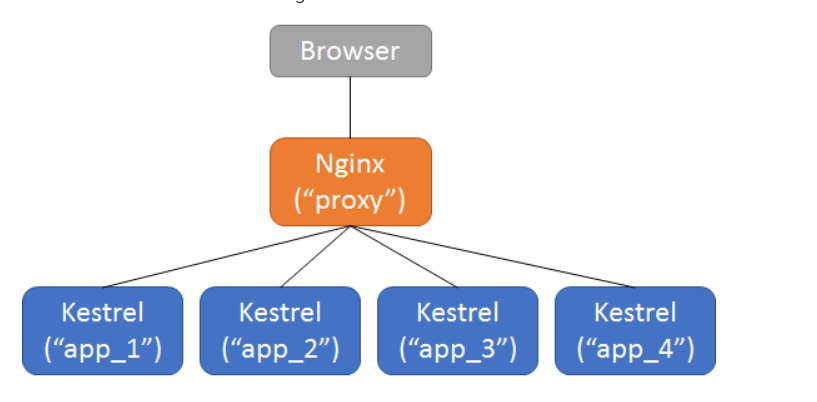 Browser
Nginx
(“proxy”)
Kestrel
(“app_1”)
Kestrel
(“app_2”)
Kestrel
(“app_3”)
Kestrel
(“app_4”)